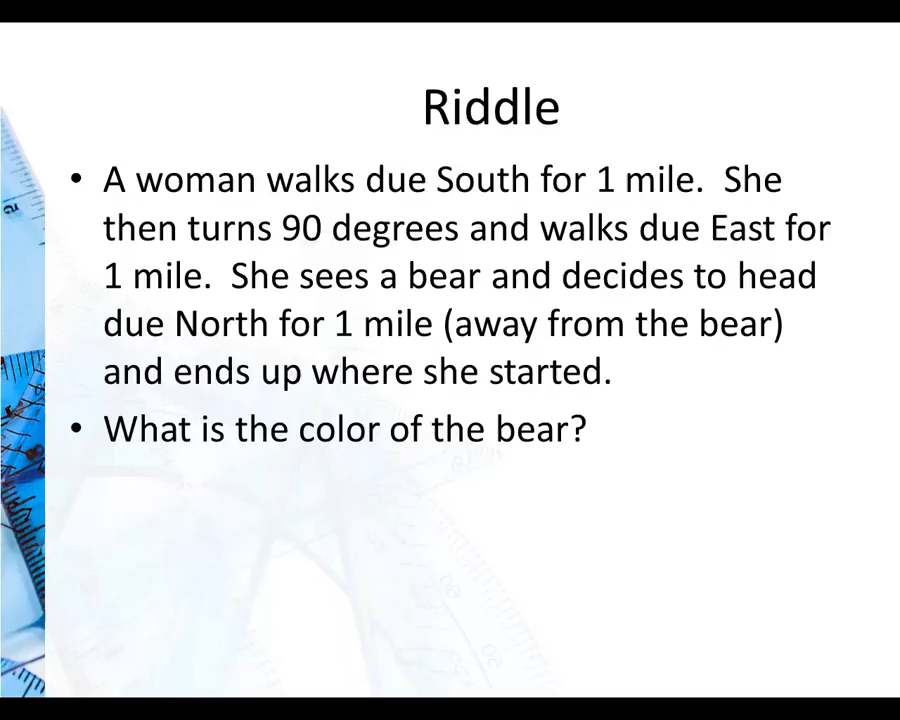 Riddle
• A woman walks due South for 1 mile.  She
then turns 90 degrees and walks due East for
1 mile.  She sees a bear and decides to head
due North for 1 mile (away from the bear)
and ends up where she started.
• What is the color of the bear?